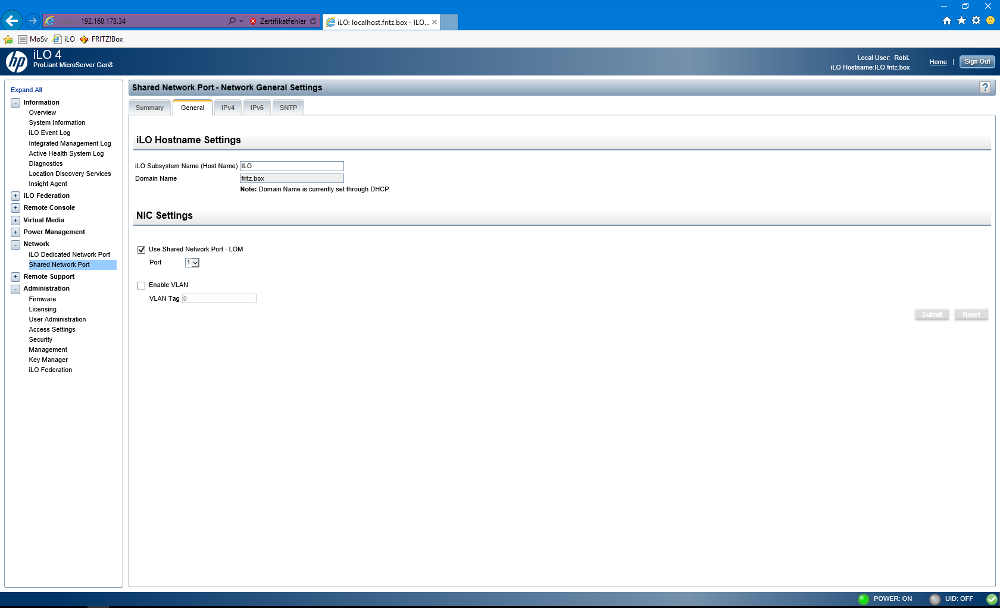 https://192.168.178.34
Zertifikatfehler
iLO: localhost.fritz.box - ILO...
MoSv
iLO
FRITZ!Box
hp
iLO 4
ProLiant MicroServer Gen8
Local User: RobL
iLO Hostname:ILO.fritz.box
Home
|
Sign Out
Expand All
- Information
Overview
System Information
iLO Event Log
Integrated Management Log
Active Health System Log
Diagnostics
Location Discovery Services
Insight Agent
+ iLO Federation
+ Remote Console
+ Virtual Media
+ Power Management
- Network
iLO Dedicated Network Port
Shared Network Port
+ Remote Support
- Administration
Firmware
Licensing
User Administration
Access Settings
Security
Management
Key Manager
iLO Federation
Shared Network Port - Network General Settings
?
Summary
General
IPv4
IPv6
SNTP
iLO Hostname Settings
iLO Subsystem Name (Host Name) ILO
Domain Name fritz.box
Note: Domain Name is currently set through DHCP.
NIC Settings
Use Shared Network Port - LOM
Port 1
Enable VLAN
VLAN Tag 0
Submit
Reset
POWER: ON
UID: OFF